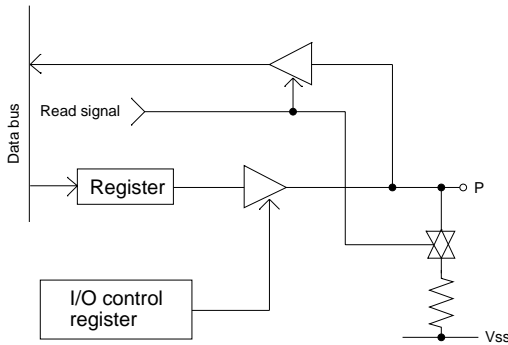 Data bus
Read signal
Register
P
I/O control
register
Vss